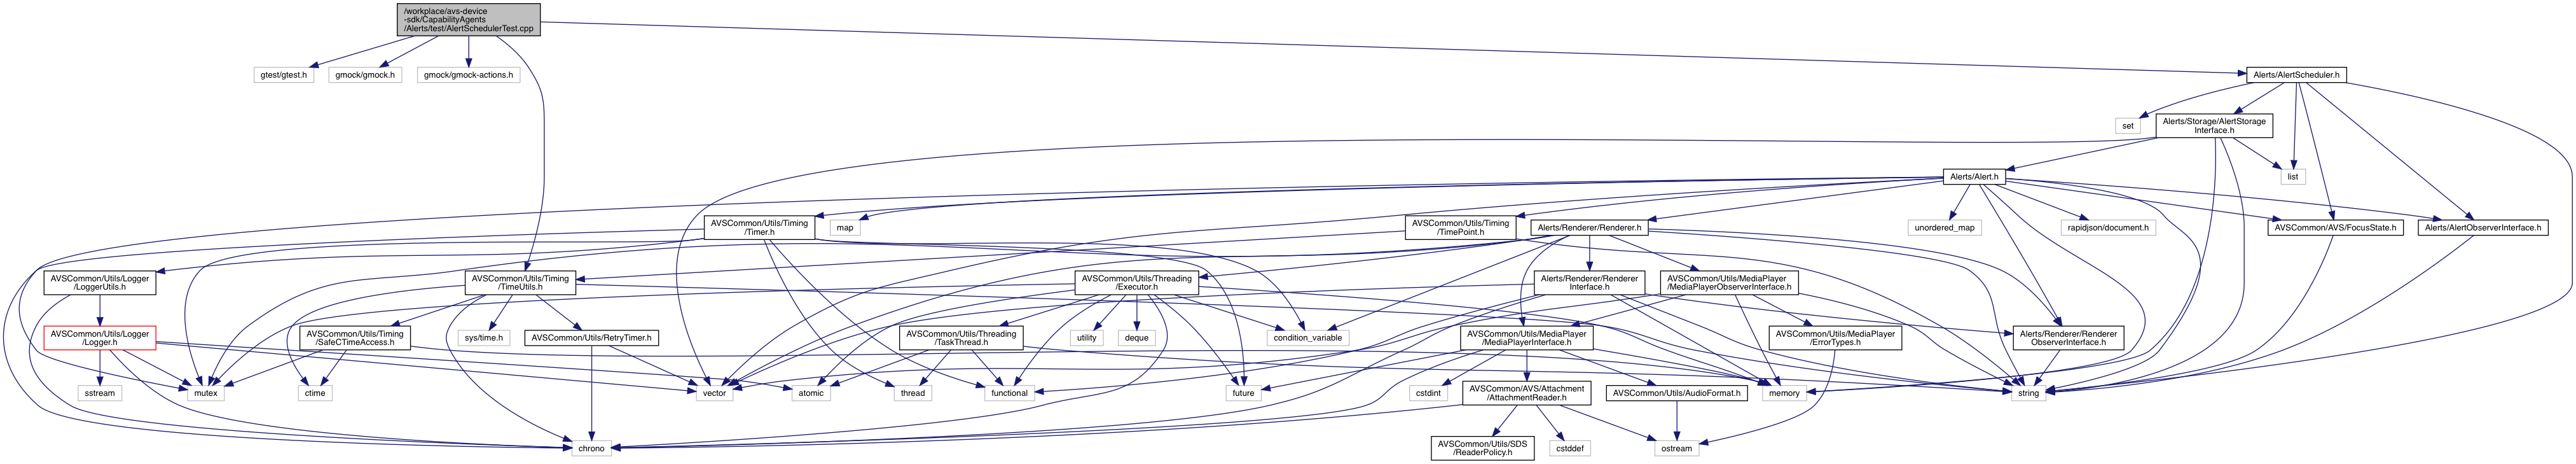 /workplace/avs-device
-sdk/CapabilityAgents
/Alerts/test/AlertSchedulerTest.cpp
gtest/gtest.h
gmock/gmock.h
gmock/gmock-actions.h
Alerts/AlertScheduler.h
set
Alerts/Storage/AlertStorage
Interface.h
list
Alerts/Alert.h
AVSCommon/Utils/Timing
/Timer.h
map
AVSCommon/Utils/Timing
/TimePoint.h
Alerts/Renderer/Renderer.h
unordered_map
rapidjson/document.h
AVSCommon/AVS/FocusState.h
Alerts/AlertObserverInterface.h
AVSCommon/Utils/Logger
/LoggerUtils.h
AVSCommon/Utils/Timing
/TimeUtils.h
AVSCommon/Utils/Threading
/Executor.h
Alerts/Renderer/Renderer
Interface.h
AVSCommon/Utils/MediaPlayer
/MediaPlayerObserverInterface.h
AVSCommon/Utils/Logger
/Logger.h
AVSCommon/Utils/Timing
/SafeCTimeAccess.h
sys/time.h
AVSCommon/Utils/RetryTimer.h
AVSCommon/Utils/Threading
/TaskThread.h
utility
deque
condition_variable
AVSCommon/Utils/MediaPlayer
/MediaPlayerInterface.h
AVSCommon/Utils/MediaPlayer
/ErrorTypes.h
Alerts/Renderer/Renderer
ObserverInterface.h
sstream
mutex
ctime
vector
atomic
thread
functional
future
cstdint
AVSCommon/AVS/Attachment
/AttachmentReader.h
AVSCommon/Utils/AudioFormat.h
memory
string
chrono
AVSCommon/Utils/SDS
/ReaderPolicy.h
cstddef
ostream